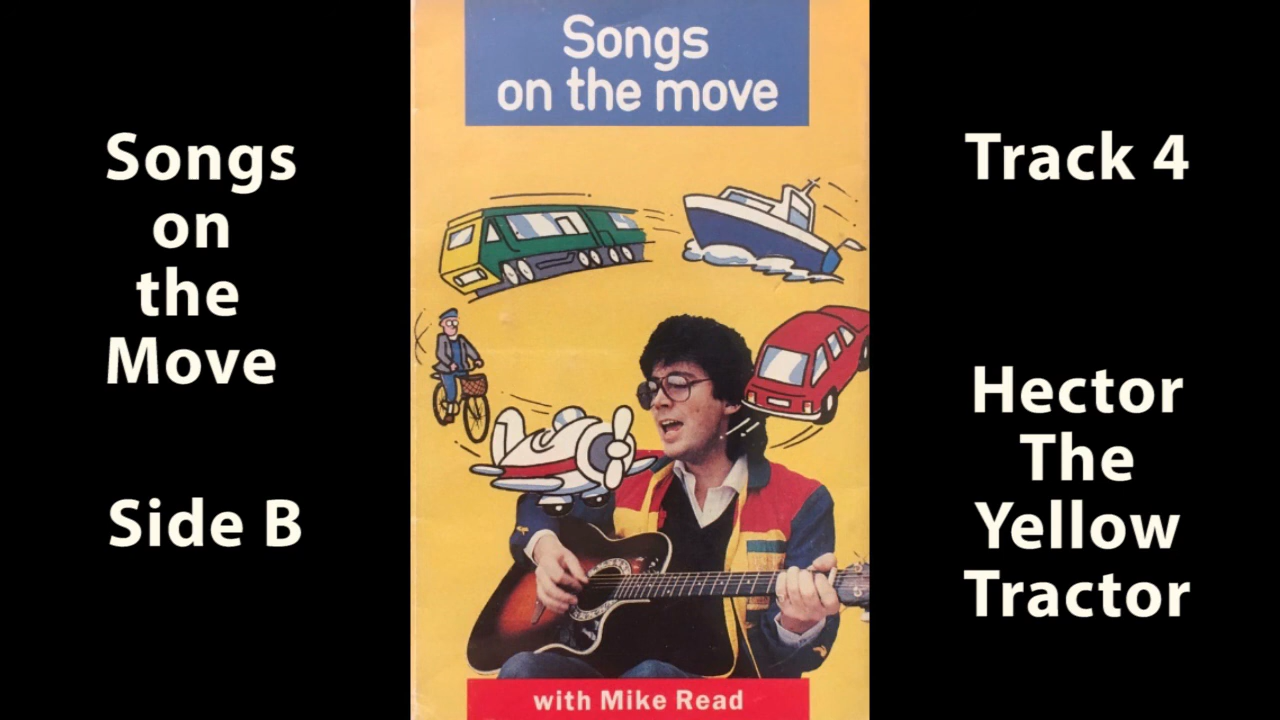 Songs
on
the
Move
Side B
Songs
on the move
with Mike Read
Track 4
Hector
The
Yellow
Tractor